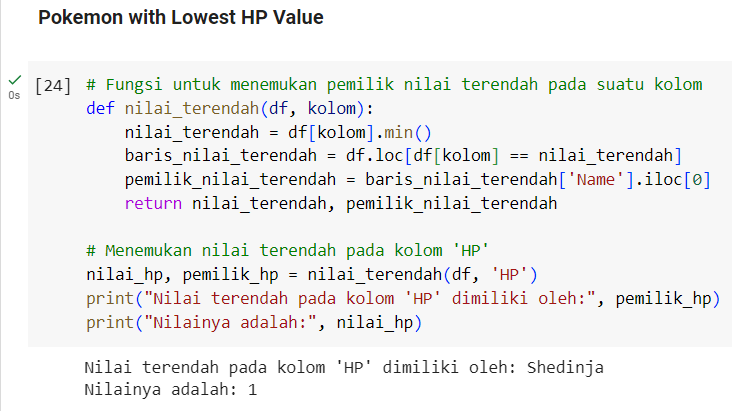 Pokemon with Lowest HP Value
[24] # Fungsi untuk menemukan pemilik nilai terendah pada suatu kolom
0s
def nilai_terendah(df, kolom):
    nilai_terendah = df[kolom].min()
    baris_nilai_terendah = df.loc[df[kolom] == nilai_terendah]
    pemilik_nilai_terendah = baris_nilai_terendah['Name'].iloc[0]
    return nilai_terendah, pemilik_nilai_terendah
# Menemukan nilai terendah pada kolom 'HP'
nilai_hp, pemilik_hp = nilai_terendah(df, 'HP')
print("Nilai terendah pada kolom 'HP' dimiliki oleh:", pemilik_hp)
print("Nilainya adalah:", nilai_hp)
Nilai terendah pada kolom 'HP' dimiliki oleh: Shedinja
Nilainya adalah: 1